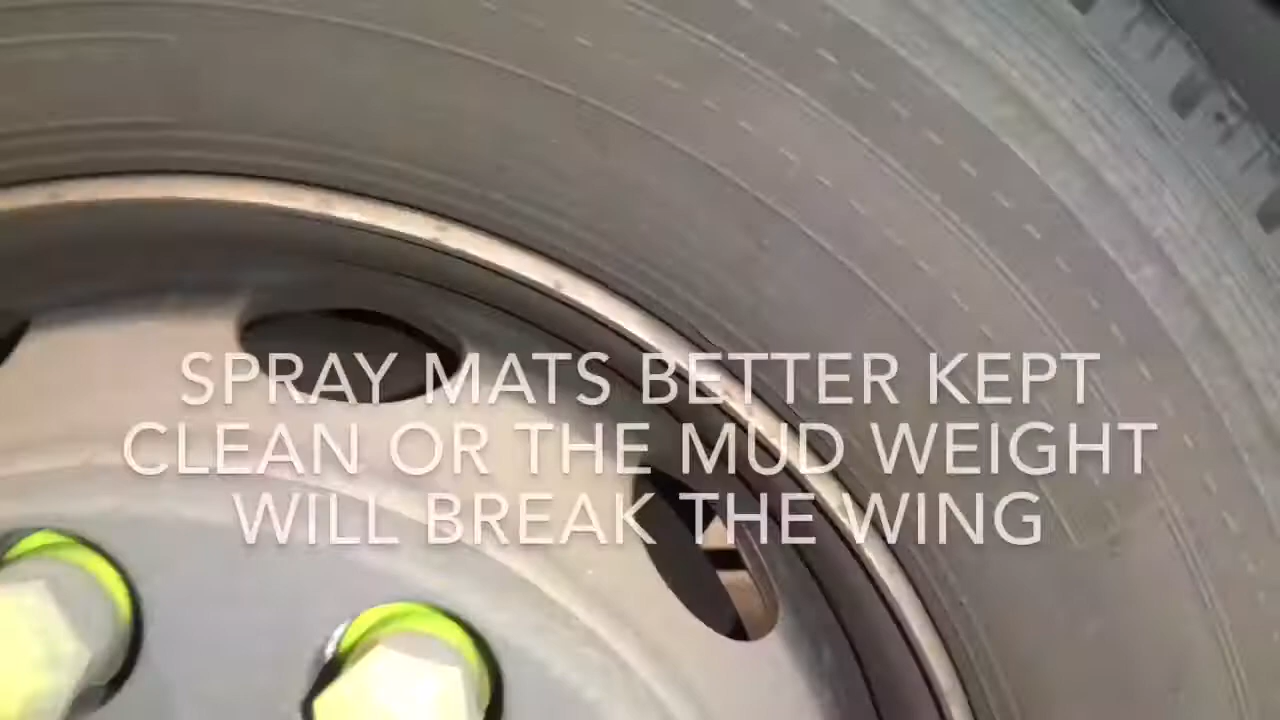 SPRAY MATS BETTER KEPT
CLEAN OR THE MUD WEIGHT
WILL BREAK THE WING